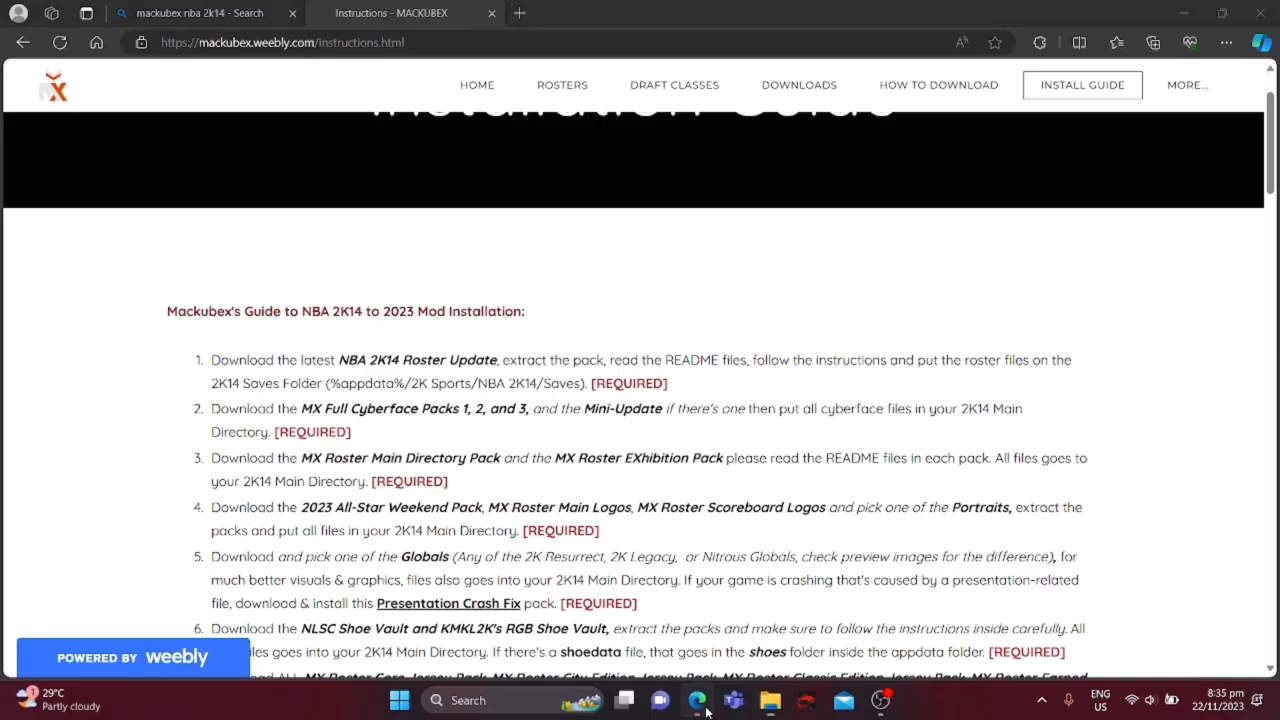 mackubex nba 2k14 - Search
Instructions - MACKUBEX
https://mackubex.weebly.com/instructions.html
MX
HOME
ROSTERS
DRAFT CLASSES
DOWNLOADS
HOW TO DOWNLOAD
INSTALL GUIDE
MORE...
Installation Guide
Mackubex's Guide to NBA 2K14 to 2023 Mod Installation:
1. Download the latest NBA 2K14 Roster Update, extract the pack, read the README files, follow the instructions and put the roster files on the
2K14 Saves Folder (%appdata%/2K Sports/NBA 2K14/Saves). [REQUIRED]
2. Download the MX Full Cyberface Packs 1, 2, and 3, and the Mini-Update if there's one then put all cyberface files in your 2K14 Main
Directory. [REQUIRED]
3. Download the MX Roster Main Directory Pack and the MX Roster EXhibition Pack please read the README files in each pack. All files goes to
your 2K14 Main Directory. [REQUIRED]
4. Download the 2023 All-Star Weekend Pack, MX Roster Main Logos, MX Roster Scoreboard Logos and pick one of the Portraits, extract the
packs and put all files in your 2K14 Main Directory. [REQUIRED]
5. Download and pick one of the Globals (Any of the 2K Resurrect, 2K Legacy, or Nitrous Globals, check preview images for the difference), for
much better visuals & graphics, files also goes into your 2K14 Main Directory. If your game is crashing that's caused by a presentation-related
file, download & install this Presentation Crash Fix pack. [REQUIRED]
6. Download the NLSC Shoe Vault and KMKL2K's RGB Shoe Vault, extract the packs and make sure to follow the instructions inside carefully. All
files goes into your 2K14 Main Directory. If there's a shoedata file, that goes in the shoes folder inside the appdata folder. [REQUIRED]
POWERED BY weebly
1
29°C
Partly cloudy
Search
ENG
US
8:35 pm
22/11/2023